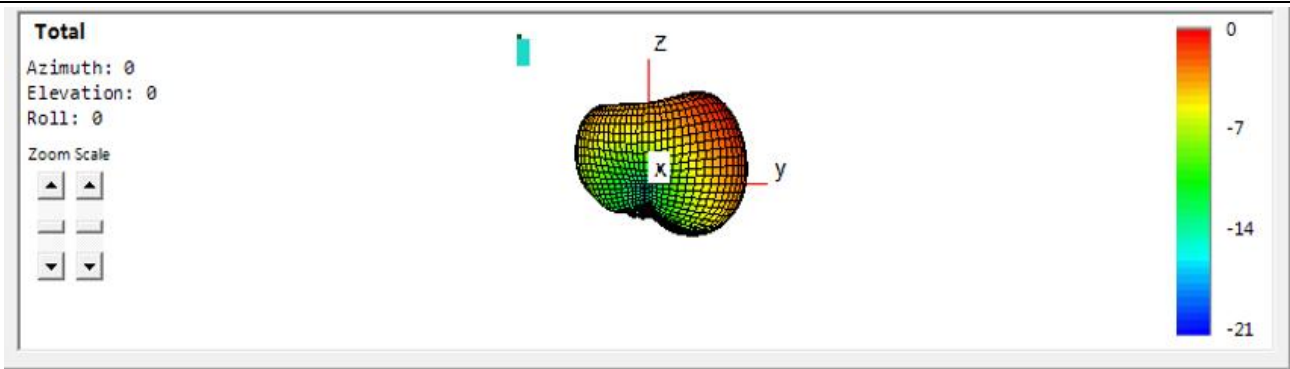 Total
Azimuth: 0
Elevation: 0
Roll: 0
Zoom Scale
z
x
y
0
-7
-14
-21